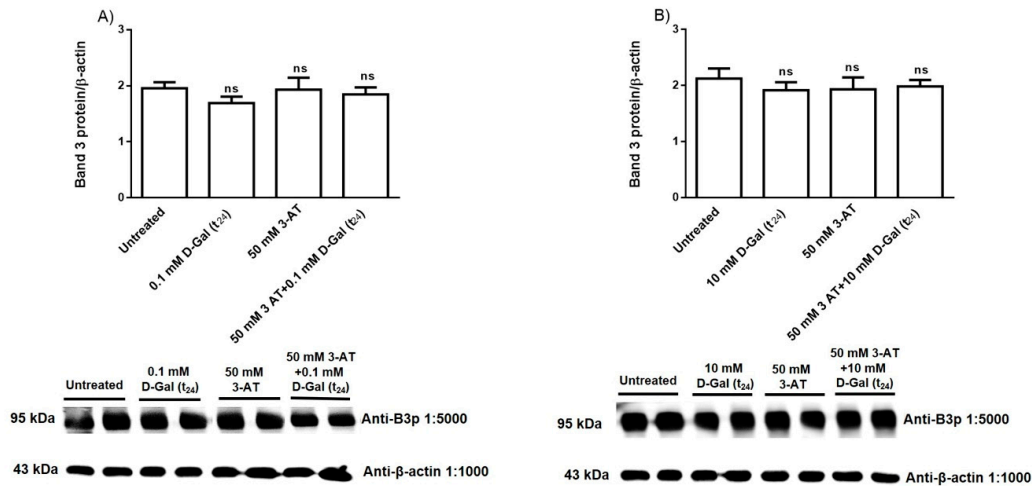 A)
Band 3 protein/β-actin
3
2
1
0
ns
ns
ns
Untreated
0.1 mM D-Gal (t24)
50 mM 3-AT
50 mM 3 AT+0.1 mM D-Gal (t24)
Untreated
0.1 mM
D-Gal (t24)
50 mM
3-AT
50 mM 3-AT
+0.1 mM
D-Gal (t24)
95 kDa
Anti-B3p 1:5000
43 kDa
Anti-β-actin 1:1000
B)
Band 3 protein/β-actin
3
2
1
0
ns
ns
ns
Untreated
10 mM D-Gal (t24)
50 mM 3-AT
50 mM 3 AT+10 mM D-Gal (t24)
Untreated
10 mM
D-Gal (t24)
50 mM
3-AT
50 mM 3-AT
+10 mM
D-Gal (t24)
95 kDa
Anti-B3p 1:5000
43 kDa
Anti-β-actin 1:1000